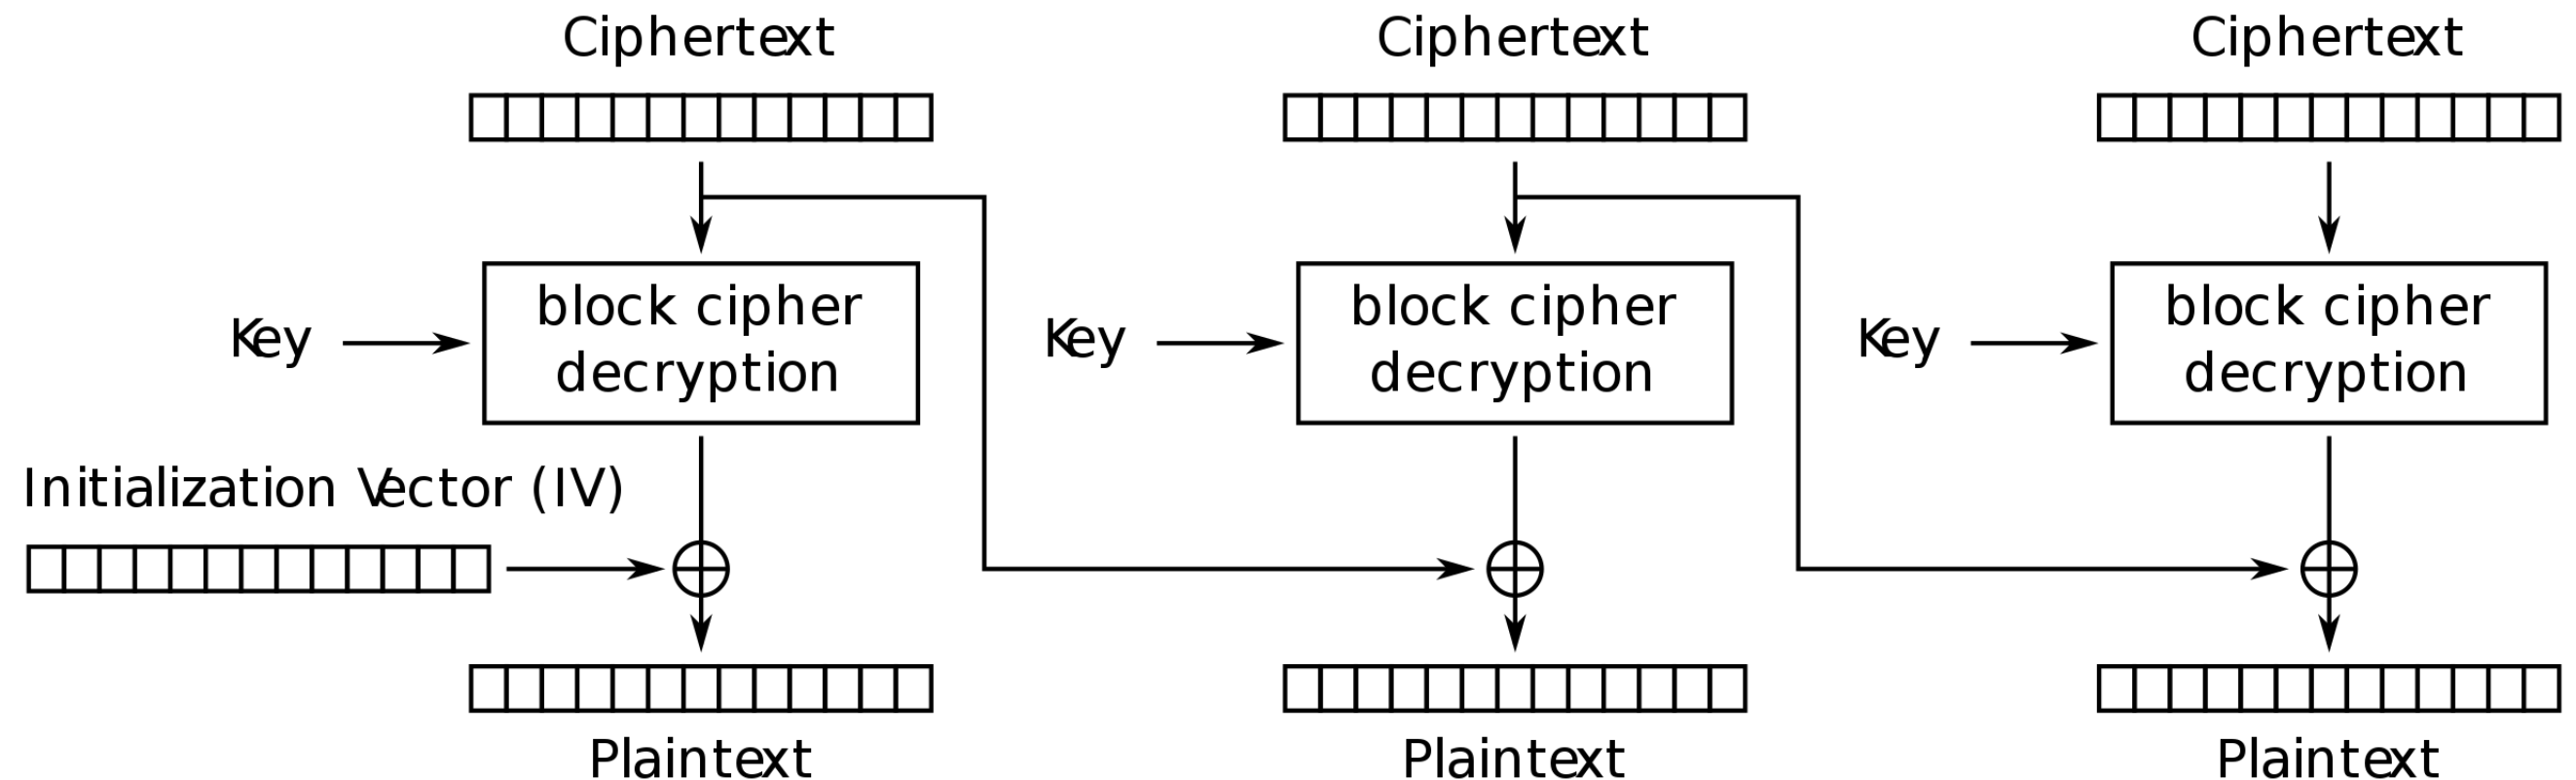 Ciphertext
Ciphertext
Ciphertext
Key
block cipher
decryption
Key
block cipher
decryption
Key
block cipher
decryption
Initialization Vector (IV)
Plaintext
Plaintext
Plaintext